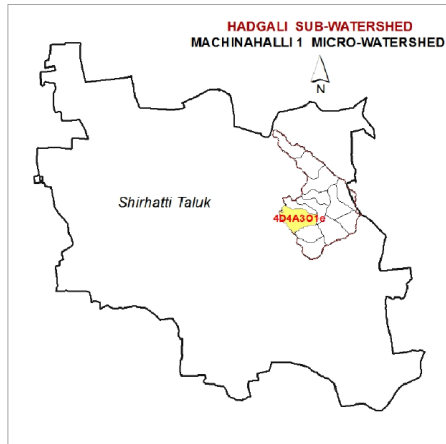 HADGALI SUB-WATERSHED
MACHINAHALLI 1 MICRO-WATERSHED
N
Shirhatti Taluk
4D4A3O1e